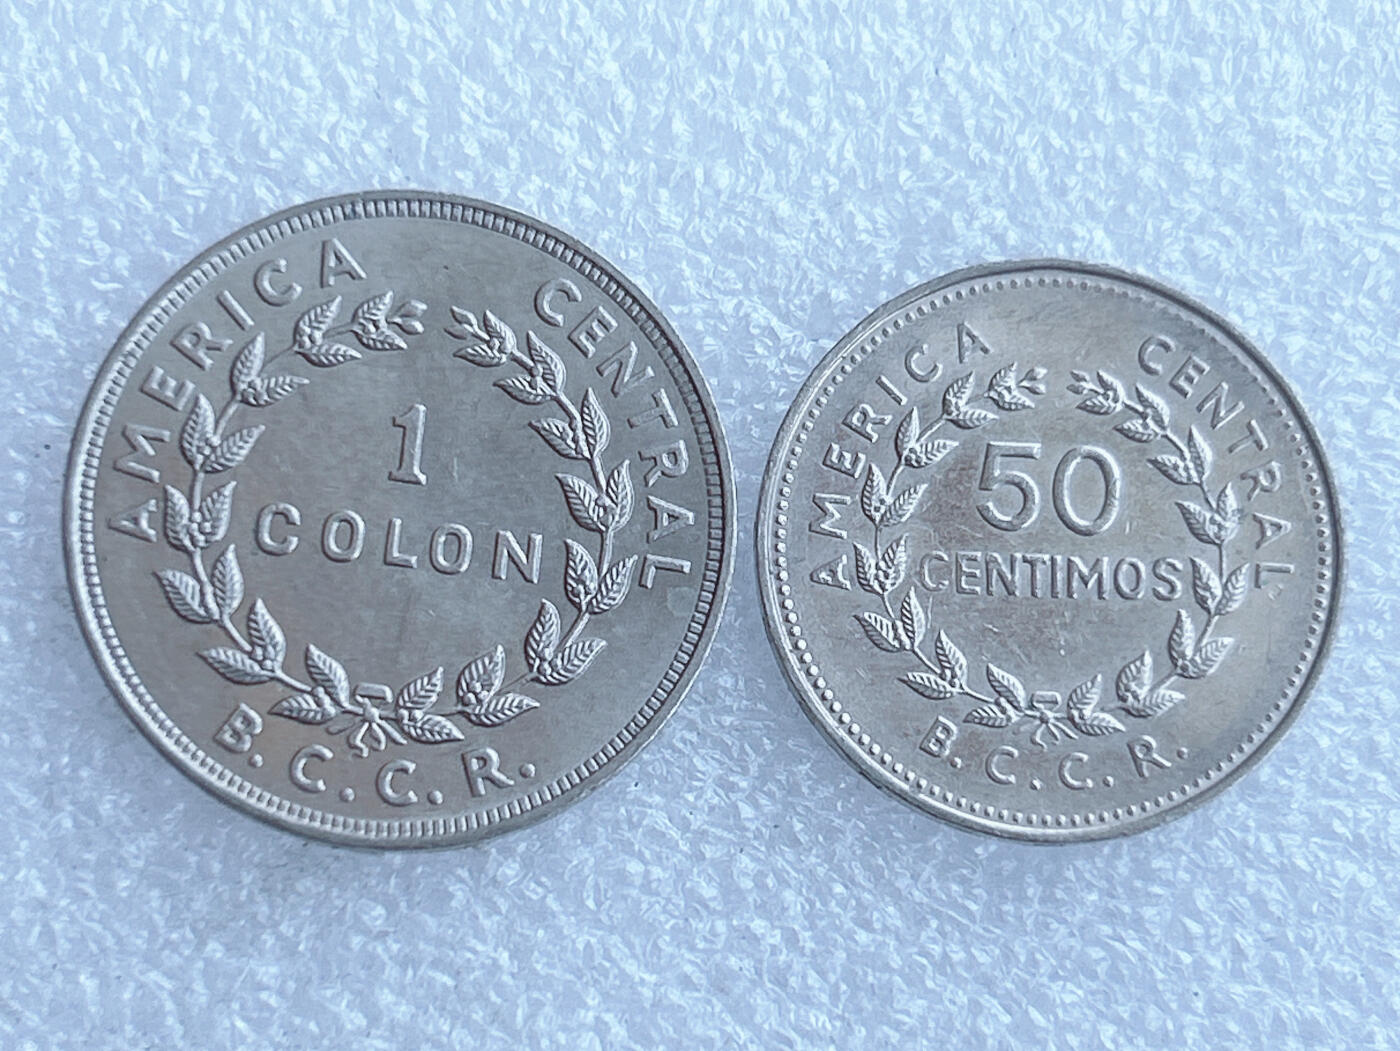 AMERICA CENTRAL
1
COLON
B.C.C.R.
AMERICA CENTRAL
50
CENTIMOS
B.C.C.R.